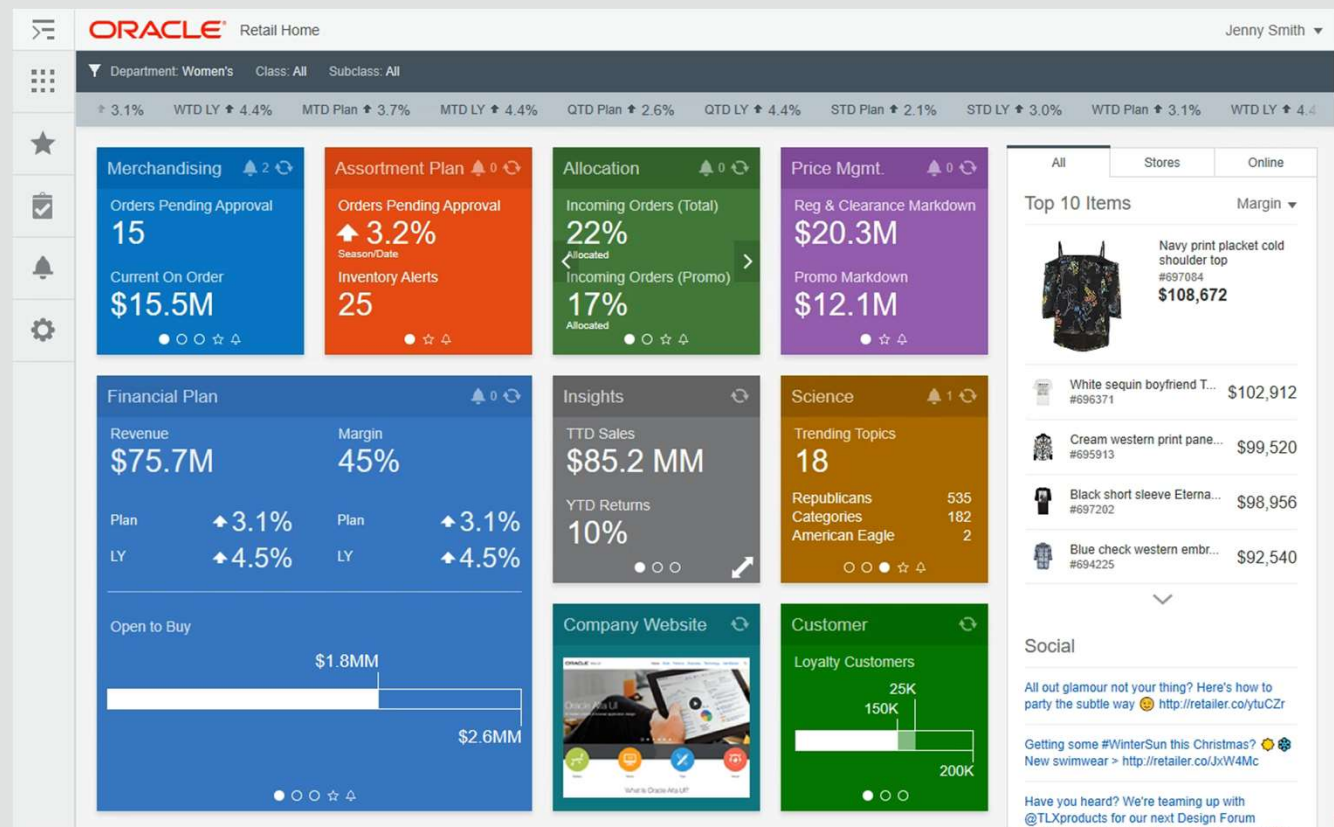 ORACLE Retail Home
Jenny Smith
Department: Women's Class: All Subclass: All
3.1% WTD LY 4.4% MTD Plan 3.7% MTD LY 4.4% QTD Plan 2.6% QTD LY 4.4% STD Plan 2.1% STD LY 3.0% WTD Plan 3.1% WTD LY 4.4
Merchandising 2
Orders Pending Approval
15
Current On Order
$15.5M
Assortment Plan 0
Orders Pending Approval
3.2%
Season/Date
Inventory Alerts
25
Allocation 0
Incoming Orders (Total)
22%
Allocated
Incoming Orders (Promo)
17%
Allocated
Price Mgmt. 0
Reg & Clearance Markdown
$20.3M
Promo Markdown
$12.1M
Financial Plan 0
Revenue Margin
$75.7M 45%
Plan 3.1% Plan 3.1%
LY 4.5% LY 4.5%
Open to Buy
$1.8MM
$2.6MM
Insights
TTD Sales
$85.2 MM
YTD Returns
10%
Science 1
Trending Topics
18
Republicans 535
Categories 182
American Eagle 2
Company Website
ORACLE
Oracle Alta UI
What Is Oracle Alta UI?
Customer
Loyalty Customers
25K
150K
200K
All Stores Online
Top 10 Items Margin
Navy print placket cold
shoulder top
#697084
$108,672
White sequin boyfriend T... $102,912
#696371
Cream western print pane... $99,520
#695913
Black short sleeve Eterna... $98,956
#697202
Blue check western embr... $92,540
#694225
Social
All out glamour not your thing? Here's how to
party the subtle way 😉 http://retailer.co/ytuCZr
Getting some #WinterSun this Christmas?
New swimwear > http://retailer.co/JxW4Mc
Have you heard? We're teaming up with
@TLXproducts for our next Design Forum